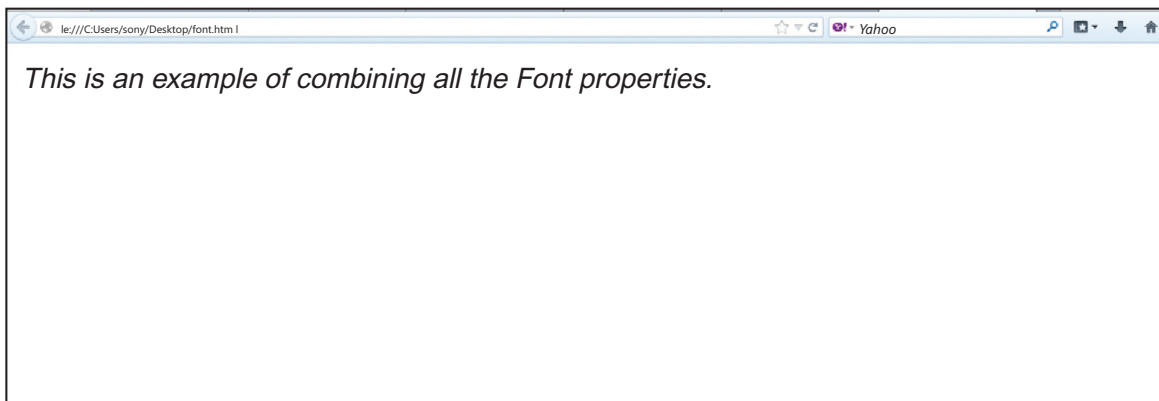 le:///C:Users/sony/Desktop/font.htm l
Yahoo
This is an example of combining all the Font properties.